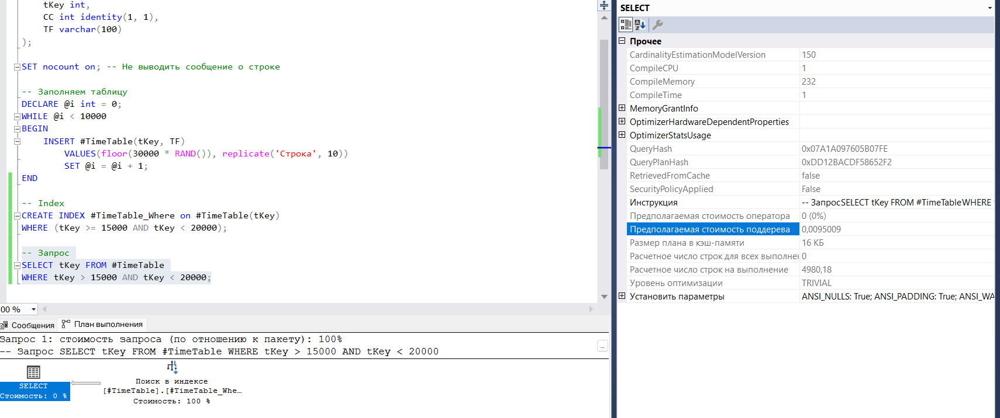 tKey int,
CC int identity(1, 1),
TF varchar(100)
);
SET nocount on; -- Не выводить сообщение о строке
-- Заполняем таблицу
DECLARE @i int = 0;
WHILE @i < 10000
BEGIN
INSERT #TimeTable(tKey, TF)
VALUES(floor(30000 * RAND()), replicate('Строка', 10))
SET @i = @i + 1;
END
-- Index
CREATE INDEX #TimeTable_Where on #TimeTable(tKey)
WHERE (tKey >= 15000 AND tKey < 20000);
-- Запрос
SELECT tKey FROM #TimeTable
WHERE tKey > 15000 AND tKey < 20000;
00 %
Сообщения План выполнения
Запрос 1: стоимость запроса (по отношению к пакету): 100%
-- Запрос SELECT tKey FROM #TimeTable WHERE tKey > 15000 AND tKey < 20000
SELECT
Стоимость: 0 %
Поиск в индексе
[#TimeTable].[#TimeTable_Whe…
Стоимость: 100 %
SELECT
Прочее
CardinalityEstimationModelVersion 150
CompileCPU 1
CompileMemory 232
CompileTime 1
MemoryGrantInfo
OptimizerHardwareDependentProperties
OptimizerStatsUsage
QueryHash 0x07A1A097605B07FE
QueryPlanHash 0xDD12BACDF58652F2
RetrievedFromCache false
SecurityPolicyApplied False
Инструкция -- ЗапросSELECT tKey FROM #TimeTableWHERE
Предполагаемая стоимость оператора 0 (0%)
Предполагаемая стоимость поддерева 0,0095009
Размер плана в кэш-памяти 16 КБ
Расчетное число строк для всех выполнен 0
Расчетное число строк на выполнение 4980,18
Уровень оптимизации TRIVIAL
Установить параметры ANSI_NULLS: True; ANSI_PADDING: True; ANSI_WA